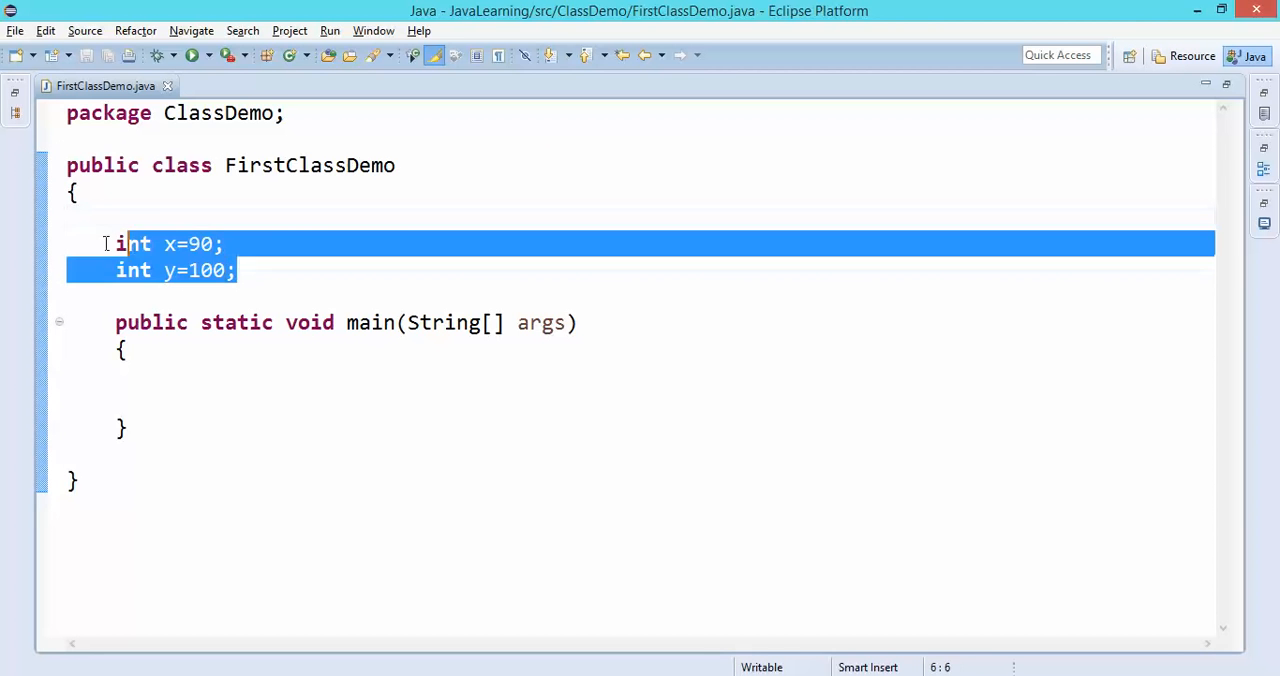 Java - JavaLearning/src/ClassDemo/FirstClassDemo.java - Eclipse Platform
File Edit Source Refactor Navigate Search Project Run Window Help
Quick Access Resource Java
FirstClassDemo.java
package ClassDemo;
public class FirstClassDemo
{
int x=90;
int y=100;
public static void main(String[] args)
{
}
}
Writable Smart Insert 6:6